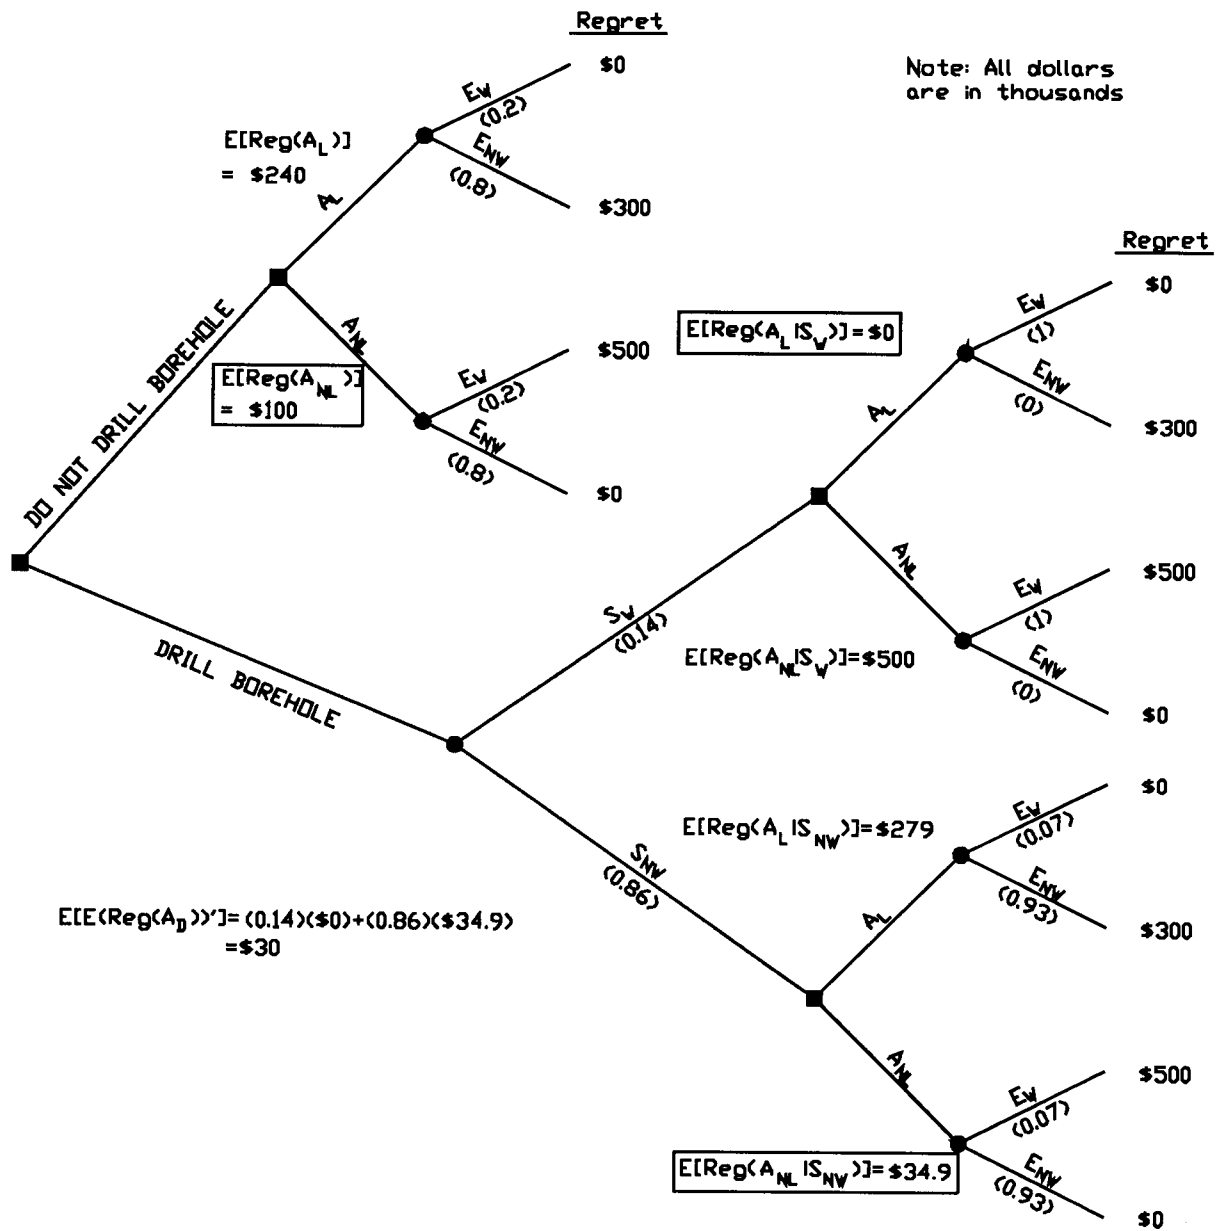 Regret
$0
Note: All dollars
are in thousands
E_W
(0.2)
E[Reg(A_L)]
= $240
E_NW
(0.8)
A_L
$300
Regret
$0
DO NOT DRILL BOREHOLE
A_NL
$500
E[Reg(A_L|S_W)]=$0
E_W
(1)
E[Reg(A_NL)]
= $100
E_W
(0.2)
E_NW
(0)
E_NW
(0.8)
A_L
$300
$0
A_NL
$500
E_W
(1)
S_W
(0.14)
E[Reg(A_NL|S_W)]=$500
E_NW
(0)
DRILL BOREHOLE
$0
$0
E[Reg(A_L|S_NW)]=$279
E_W
(0.07)
S_NW
(0.86)
E_NW
(0.93)
A_L
$300
E[E(Reg(A_D))']=(0.14)($0)+(0.86)($34.9)
=$30
A_NL
$500
E_W
(0.07)
E[Reg(A_NL|S_NW)]=$34.9
E_NW
(0.93)
$0